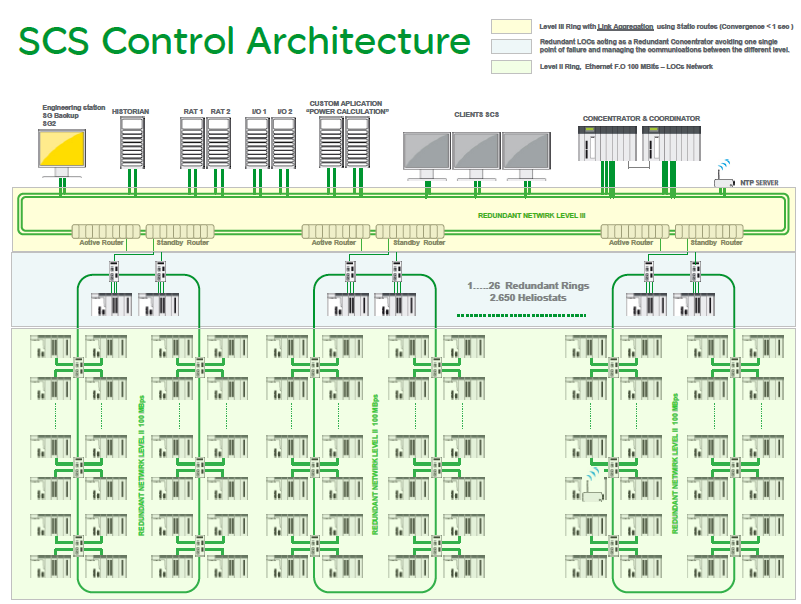 SCS Control Architecture
Level III Ring with Link Aggregation using Static routes (Convergence < 1 sec )
Redundant LOCs acting as a Redundant Concentrator avoiding one single
point of failure and managing the communications between the different level.
Level II Ring, Ethernet F.O 100 MBits – LOCs Network
Engineering station
SG Backup
SG2
HISTORIAN
RAT 1
RAT 2
I/O 1
I/O 2
CUSTOM APLICATION
"POWER CALCULATION"
CLIENTS SCS
CONCENTRATOR & COORDINATOR
NTP SERVER
REDUNDANT NETWIRK LEVEL III
Active Router
Standby Router
Active Router
Standby Router
Active Router
Standby Router
1.....26 Redundant Rings
2.650 Heliostats
REDUNDANT NETWIRK LEVEL II 100 MBps
REDUNDANT NETWIRK LEVEL II 100 MBps
REDUNDANT NETWIRK LEVEL II 100 MBps